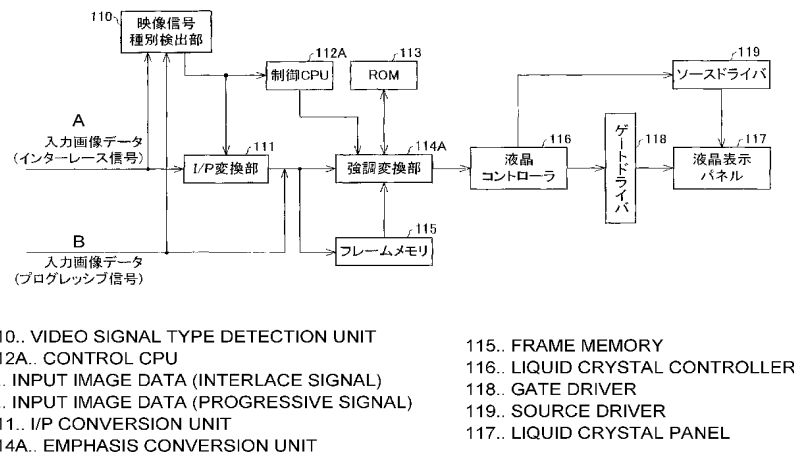 110
映像信号
種別検出部
112A
制御CPU
113
ROM
119
ソースドライバ
A
入力画像データ
(インターレース信号)
111
I/P変換部
114A
強調変換部
116
液晶
コントローラ
ゲートドライバ
118
117
液晶表示
パネル
B
入力画像データ
(プログレッシブ信号)
115
フレームメモリ
10.. VIDEO SIGNAL TYPE DETECTION UNIT
12A.. CONTROL CPU
.. INPUT IMAGE DATA (INTERLACE SIGNAL)
.. INPUT IMAGE DATA (PROGRESSIVE SIGNAL)
11.. I/P CONVERSION UNIT
14A.. EMPHASIS CONVERSION UNIT
115.. FRAME MEMORY
116.. LIQUID CRYSTAL CONTROLLER
118.. GATE DRIVER
119.. SOURCE DRIVER
117.. LIQUID CRYSTAL PANEL